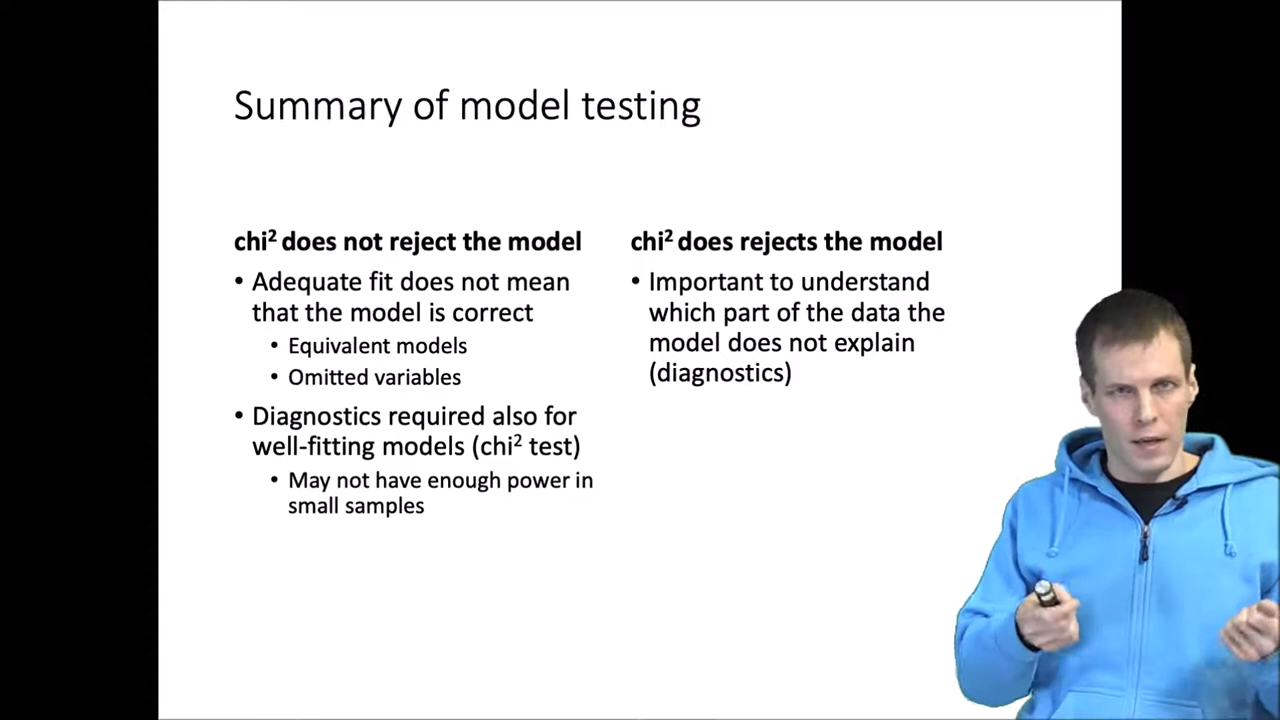 Summary of model testing
chi² does not reject the model
• Adequate fit does not mean
that the model is correct
• Equivalent models
• Omitted variables
• Diagnostics required also for
well-fitting models (chi² test)
• May not have enough power in
small samples
chi² does rejects the model
• Important to understand
which part of the data the
model does not explain
(diagnostics)